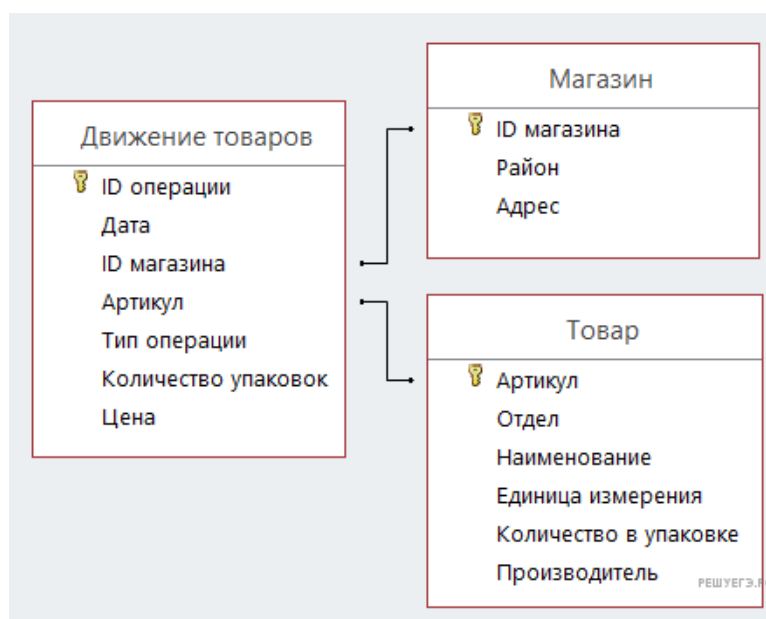 Движение товаров
ID операции
Дата
ID магазина
Артикул
Тип операции
Количество упаковок
Цена
Магазин
ID магазина
Район
Адрес
Товар
Артикул
Отдел
Наименование
Единица измерения
Количество в упаковке
Производитель